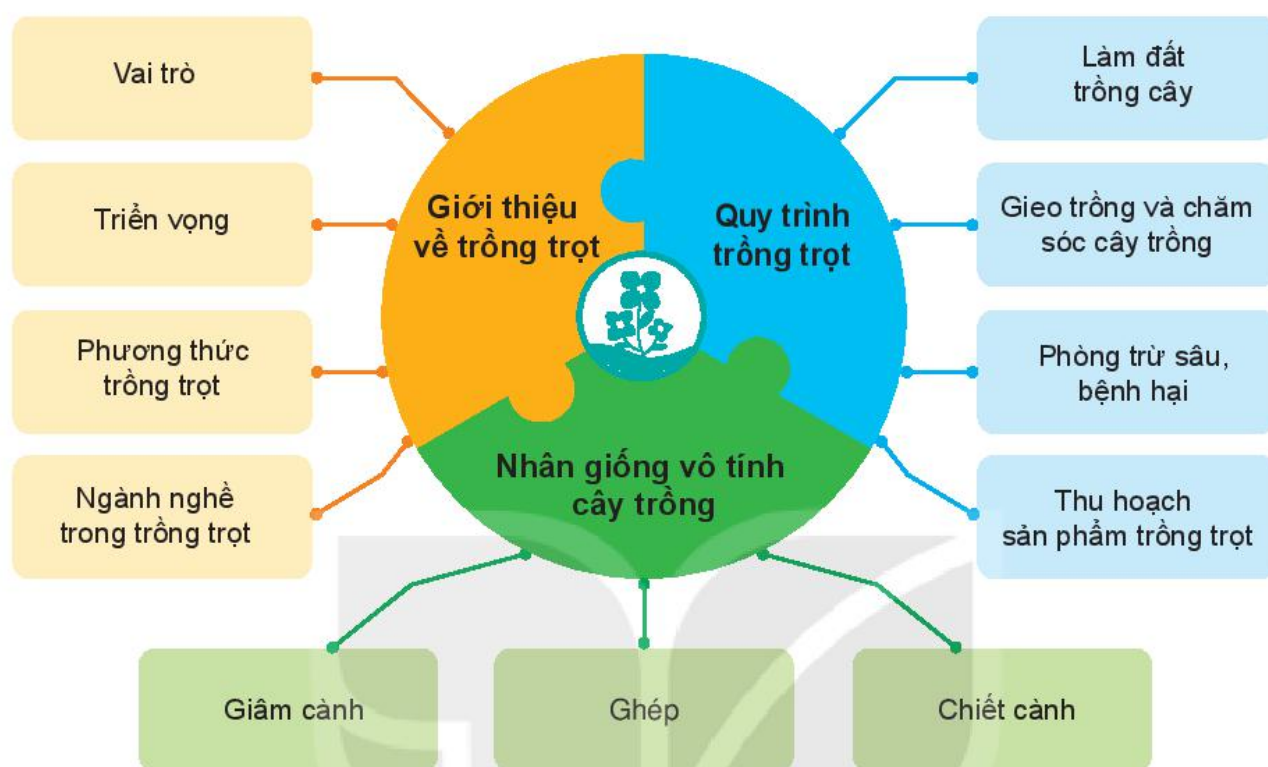 Vai trò
Triển vọng
Phương thức
trồng trọt
Ngành nghề
trong trồng trọt
Giới thiệu
về trồng trọt
Quy trình
trồng trọt
Nhân giống vô tính
cây trồng
Làm đất
trồng cây
Gieo trồng và chăm
sóc cây trồng
Phòng trừ sâu,
bệnh hại
Thu hoạch
sản phẩm trồng trọt
Giâm cành
Ghép
Chiết cành